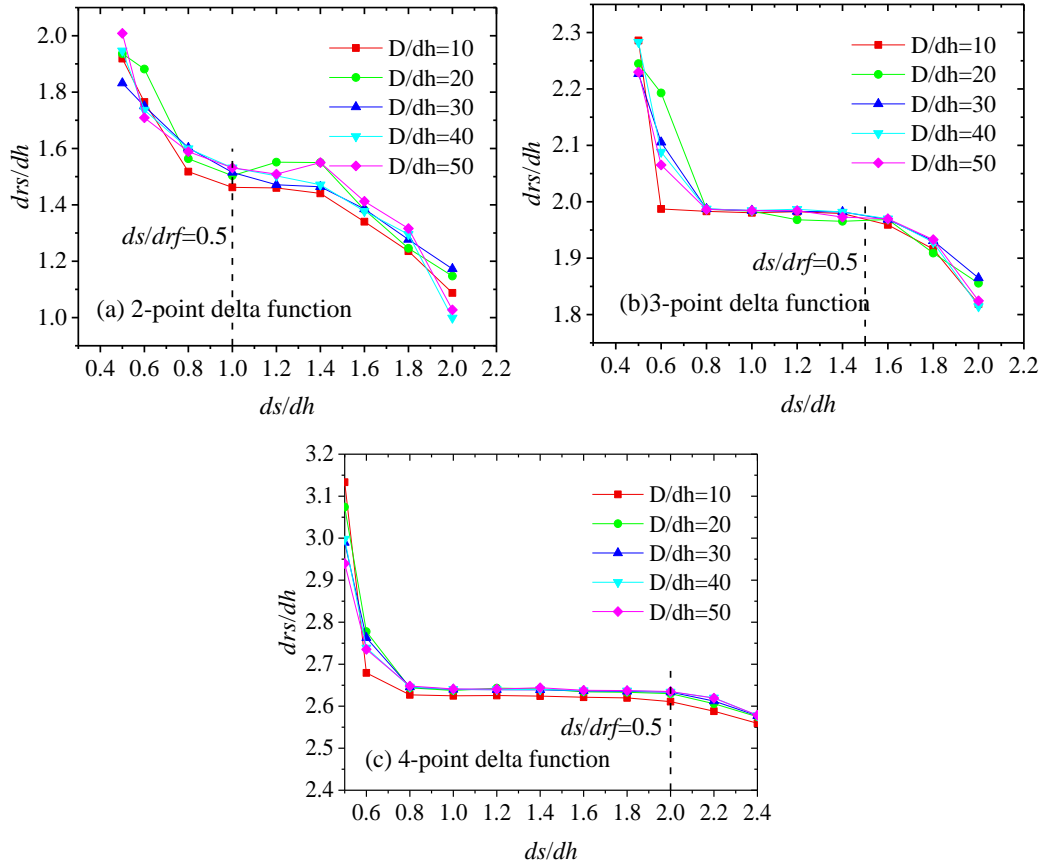 2.0
1.8
1.6
1.4
1.2
1.0
drs/dh
D/dh=10
D/dh=20
D/dh=30
D/dh=40
D/dh=50
ds/drf=0.5
(a) 2-point delta function
0.4 0.6 0.8 1.0 1.2 1.4 1.6 1.8 2.0 2.2
ds/dh
2.3
2.2
2.1
2.0
1.9
1.8
drs/dh
D/dh=10
D/dh=20
D/dh=30
D/dh=40
D/dh=50
ds/drf=0.5
(b)3-point delta function
0.4 0.6 0.8 1.0 1.2 1.4 1.6 1.8 2.0 2.2
ds/dh
3.2
3.1
3.0
2.9
2.8
2.7
2.6
2.5
2.4
drs/dh
D/dh=10
D/dh=20
D/dh=30
D/dh=40
D/dh=50
ds/drf=0.5
(c) 4-point delta function
0.6 0.8 1.0 1.2 1.4 1.6 1.8 2.0 2.2 2.4
ds/dh